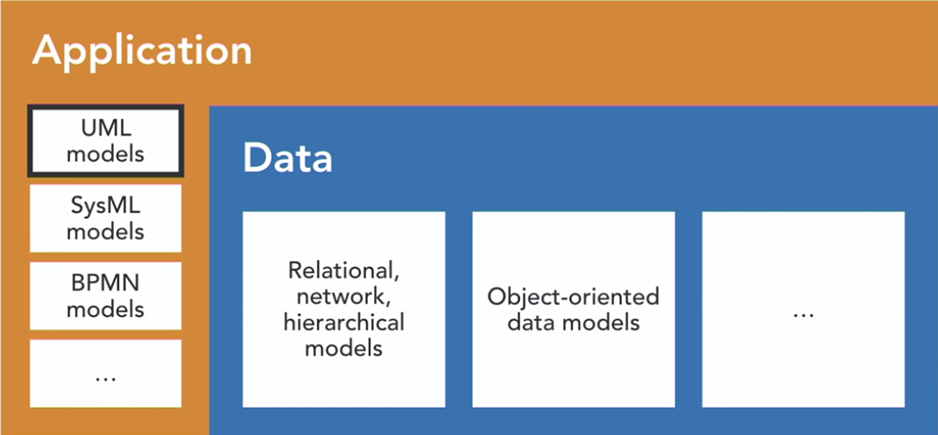 Application
UML
models
SysML
models
BPMN
models
...
Data
Relational,
network,
hierarchical
models
Object-oriented
data models
...